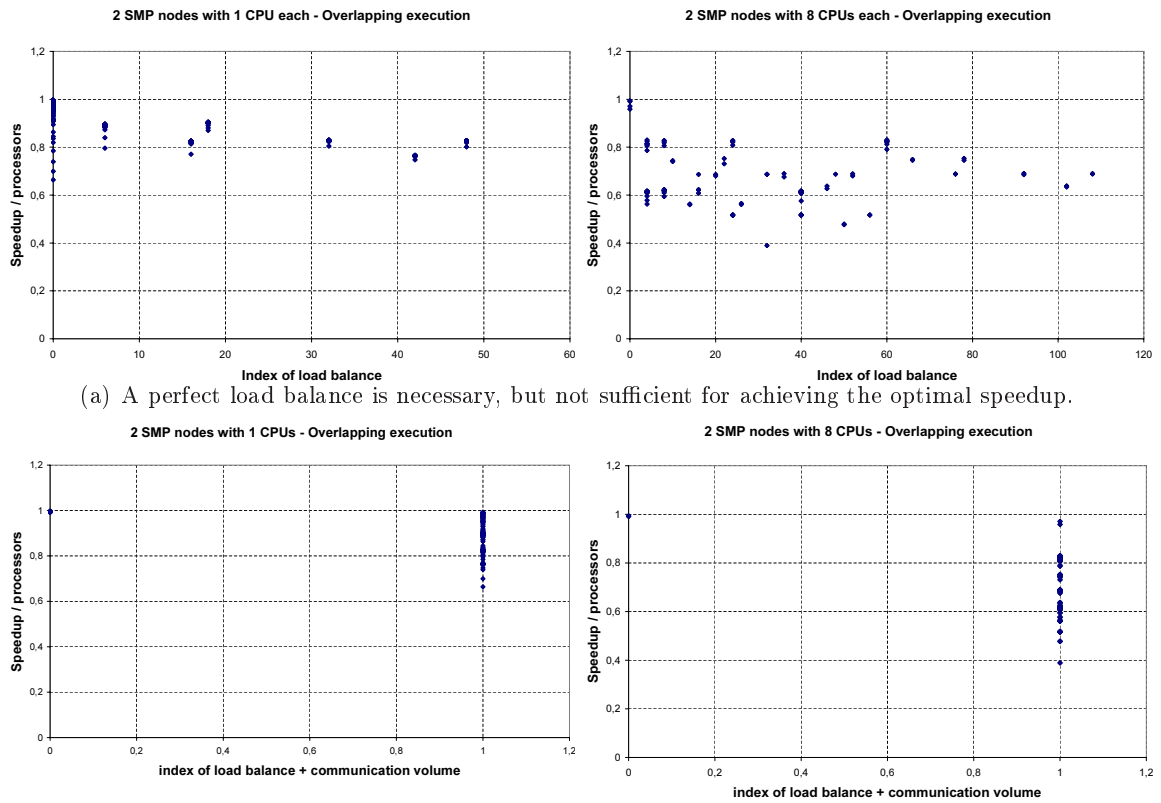 2 SMP nodes with 1 CPU each - Overlapping execution
1,2
1
0,8
0,6
0,4
0,2
0
Speedup / processors
0 10 20 30 40 50 60
Index of load balance
2 SMP nodes with 8 CPUs each - Overlapping execution
1,2
1
0,8
0,6
0,4
0,2
0
Speedup / processors
0 20 40 60 80 100 120
Index of load balance
(a) A perfect load balance is necessary, but not sufficient for achieving the optimal speedup.
2 SMP nodes with 1 CPUs - Overlapping execution
1,2
1
0,8
0,6
0,4
0,2
0
Speedup / processors
0 0,2 0,4 0,6 0,8 1 1,2
index of load balance + communication volume
2 SMP nodes with 8 CPUs - Overlapping execution
1,2
1
0,8
0,6
0,4
0,2
0
Speedup / processors
0 0,2 0,4 0,6 0,8 1 1,2
index of load balance + communication volume